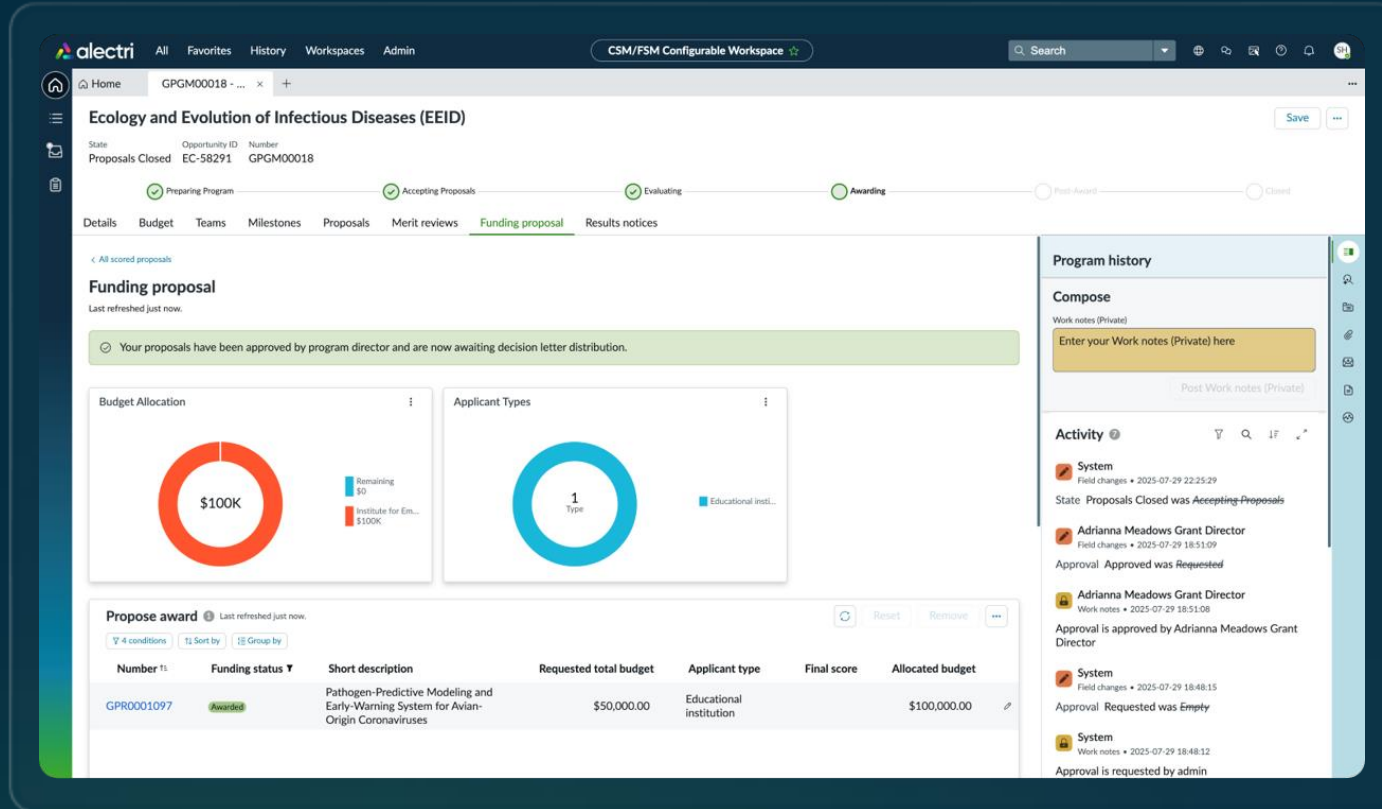 alectri All Favorites History Workspaces Admin CSM/FSM Configurable Workspace Search SH
Home GPGM00018 - ...
Ecology and Evolution of Infectious Diseases (EEID) Save
State Opportunity ID Number
Proposals Closed EC-58291 GPGM00018
Preparing Program Accepting Proposals Evaluating Awarding Post-Award Closed
Details Budget Teams Milestones Proposals Merit reviews Funding proposal Results notices
< All scored proposals
Funding proposal
Last refreshed just now.
Your proposals have been approved by program director and are now awaiting decision letter distribution.
Budget Allocation
$100K
Remaining
$0
Institute for Em...
$100K
Applicant Types
1
Type
Educational insti...
Propose award Last refreshed just now. Reset Remove
4 conditions Sort by Group by
Number Funding status Short description Requested total budget Applicant type Final score Allocated budget
GPR0001097 Awarded Pathogen-Predictive Modeling and
Early-Warning System for Avian-
Origin Coronaviruses
$50,000.00 Educational
institution
$100,000.00
Program history
Compose
Work notes (Private)
Enter your Work notes (Private) here
Post Work notes (Private)
Activity 7
System
Field changes • 2025-07-29 22:25:29
State Proposals Closed was Accepting Proposals
Adrianna Meadows Grant Director
Field changes • 2025-07-29 18:51:09
Approval Approved was Requested
Adrianna Meadows Grant Director
Work notes • 2025-07-29 18:51:08
Approval is approved by Adrianna Meadows Grant
Director
System
Field changes • 2025-07-29 18:48:15
Approval Requested was Empty
System
Work notes • 2025-07-29 18:48:12
Approval is requested by admin